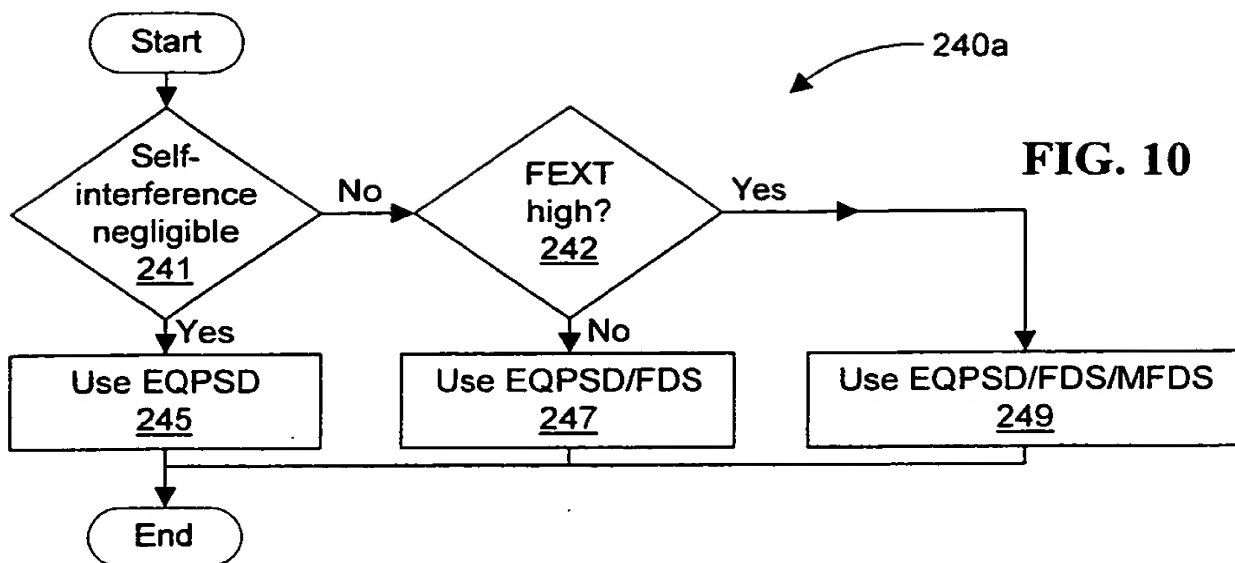 Start
240a
FIG. 10
Self-
interference
negligible
241
No
FEXT
high?
242
Yes
Yes
No
Use EQPSD
245
Use EQPSD/FDS
247
Use EQPSD/FDS/MFDS
249
End